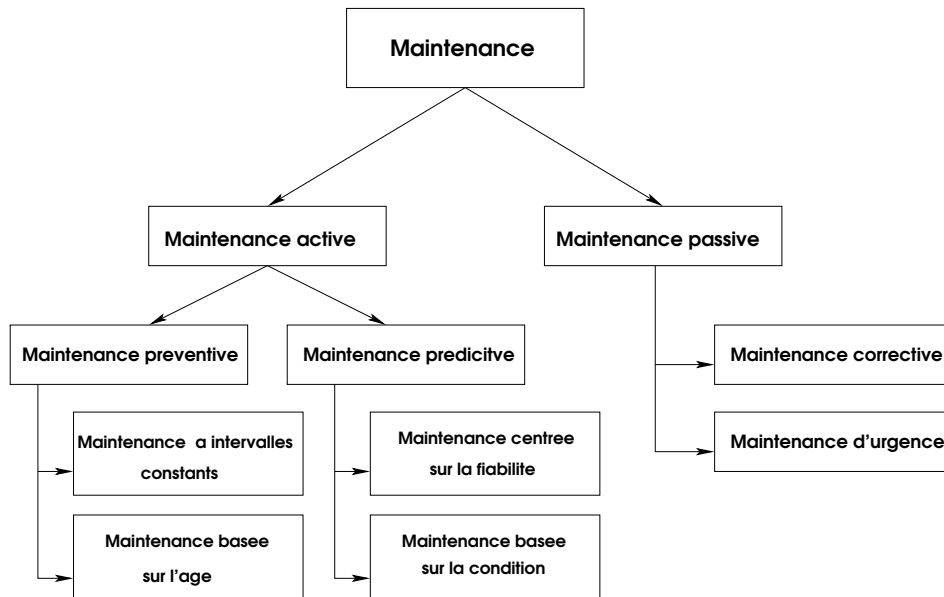 Maintenance
Maintenance active
Maintenance passive
Maintenance preventive
Maintenance predicitve
Maintenance corrective
Maintenance a intervalles
constants
Maintenance centree
sur la fiabilite
Maintenance d'urgence
Maintenance basee
sur l'age
Maintenance basee
sur la condition